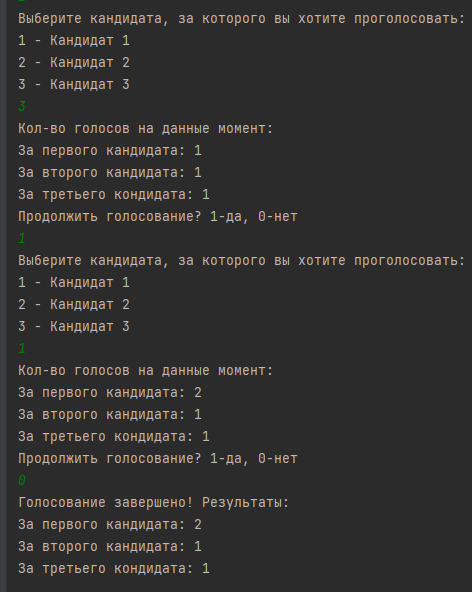 Выберите кандидата, за которого вы хотите проголосовать:
1 - Кандидат 1
2 - Кандидат 2
3 - Кандидат 3
3
Кол-во голосов на данные момент:
За первого кандидата: 1
За второго кандидата: 1
За третьего кондидата: 1
Продолжить голосование? 1-да, 0-нет
1
Выберите кандидата, за которого вы хотите проголосовать:
1 - Кандидат 1
2 - Кандидат 2
3 - Кандидат 3
1
Кол-во голосов на данные момент:
За первого кандидата: 2
За второго кандидата: 1
За третьего кондидата: 1
Продолжить голосование? 1-да, 0-нет
0
Голосование завершено! Результаты:
За первого кандидата: 2
За второго кандидата: 1
За третьего кондидата: 1